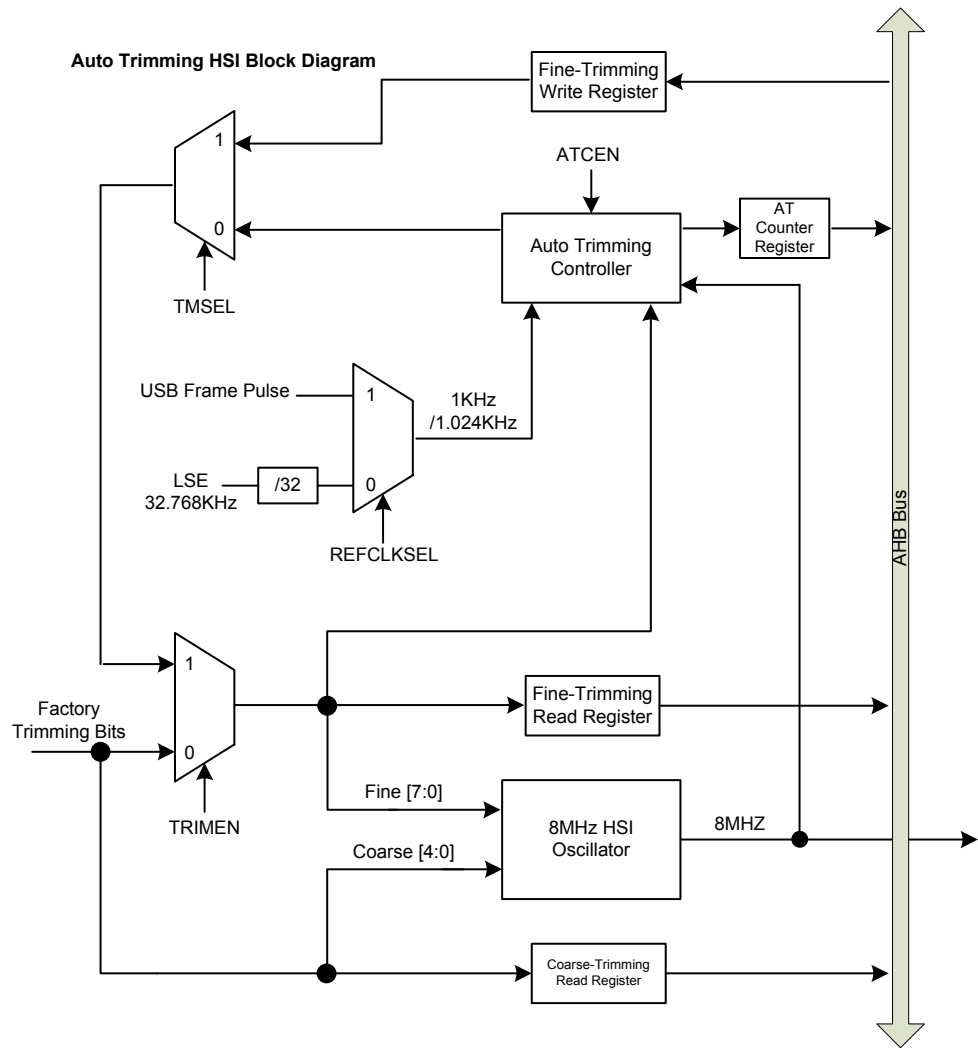 Auto Trimming HSI Block Diagram
Fine-Trimming
Write Register
ATCEN
1
0
TMSEL
Auto Trimming
Controller
AT
Counter
Register
USB Frame Pulse
1
1KHz
/1.024KHz
LSE
32.768KHz
/32
0
REFCLKSEL
AHB Bus
1
Factory
Trimming Bits
0
TRIMEN
Fine-Trimming
Read Register
Fine [7:0]
Coarse [4:0]
8MHz HSI
Oscillator
8MHZ
Coarse-Trimming
Read Register